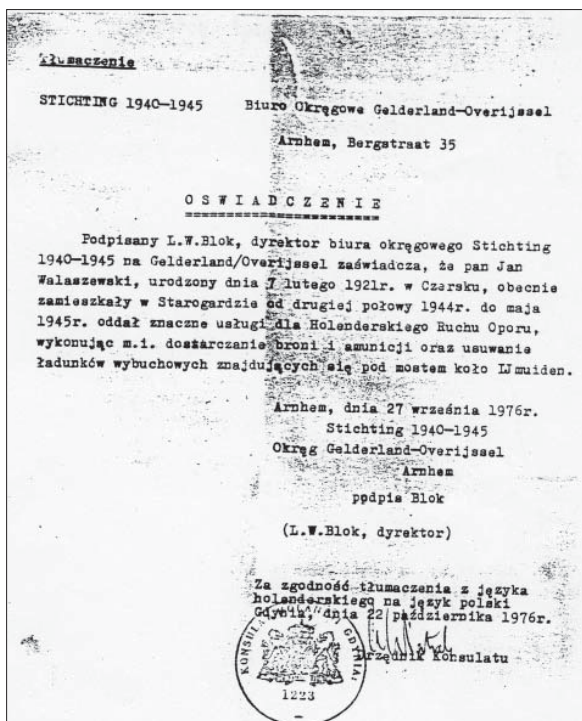 Tłumaczenie
STICHTING 1940-1945 Biuro Okręgowe Gelderland-Overijssel
Arnhem, Bergstraat 35
OSWIADCZENIE
Podpisany L.W.Blok, dyrektor biura okręgowego Stichting
1940-1945 na Gelderland/Overijssel zaświadcza, że pan Jan
Walaszewski, urodzony dnia 7 lutego 1921r. w Czersku, obecnie
zamieszkały w Starogardzie od drugiej połowy 1944r. do maja
1945r. oddał znaczne usługi dla Holenderskiego Ruchu Oporu,
wykonując m.i. dostarczanie broni i amunicji oraz usuwanie
ładunków wybuchowych znajdujących się pod mostem koło IJmuiden.
Arnhem, dnia 27 września 1976r.
Stichting 1940-1945
Okręg Gelderland-Overijssel
Arnhem
podpis Blok
(L.W.Blok, dyrektor)
Za zgodność tłumaczenia z języka
holenderskiego na język polski
Gdynia, dnia 22 października 1976r.
Urzędnik Konsulatu
GDYNIA
1223